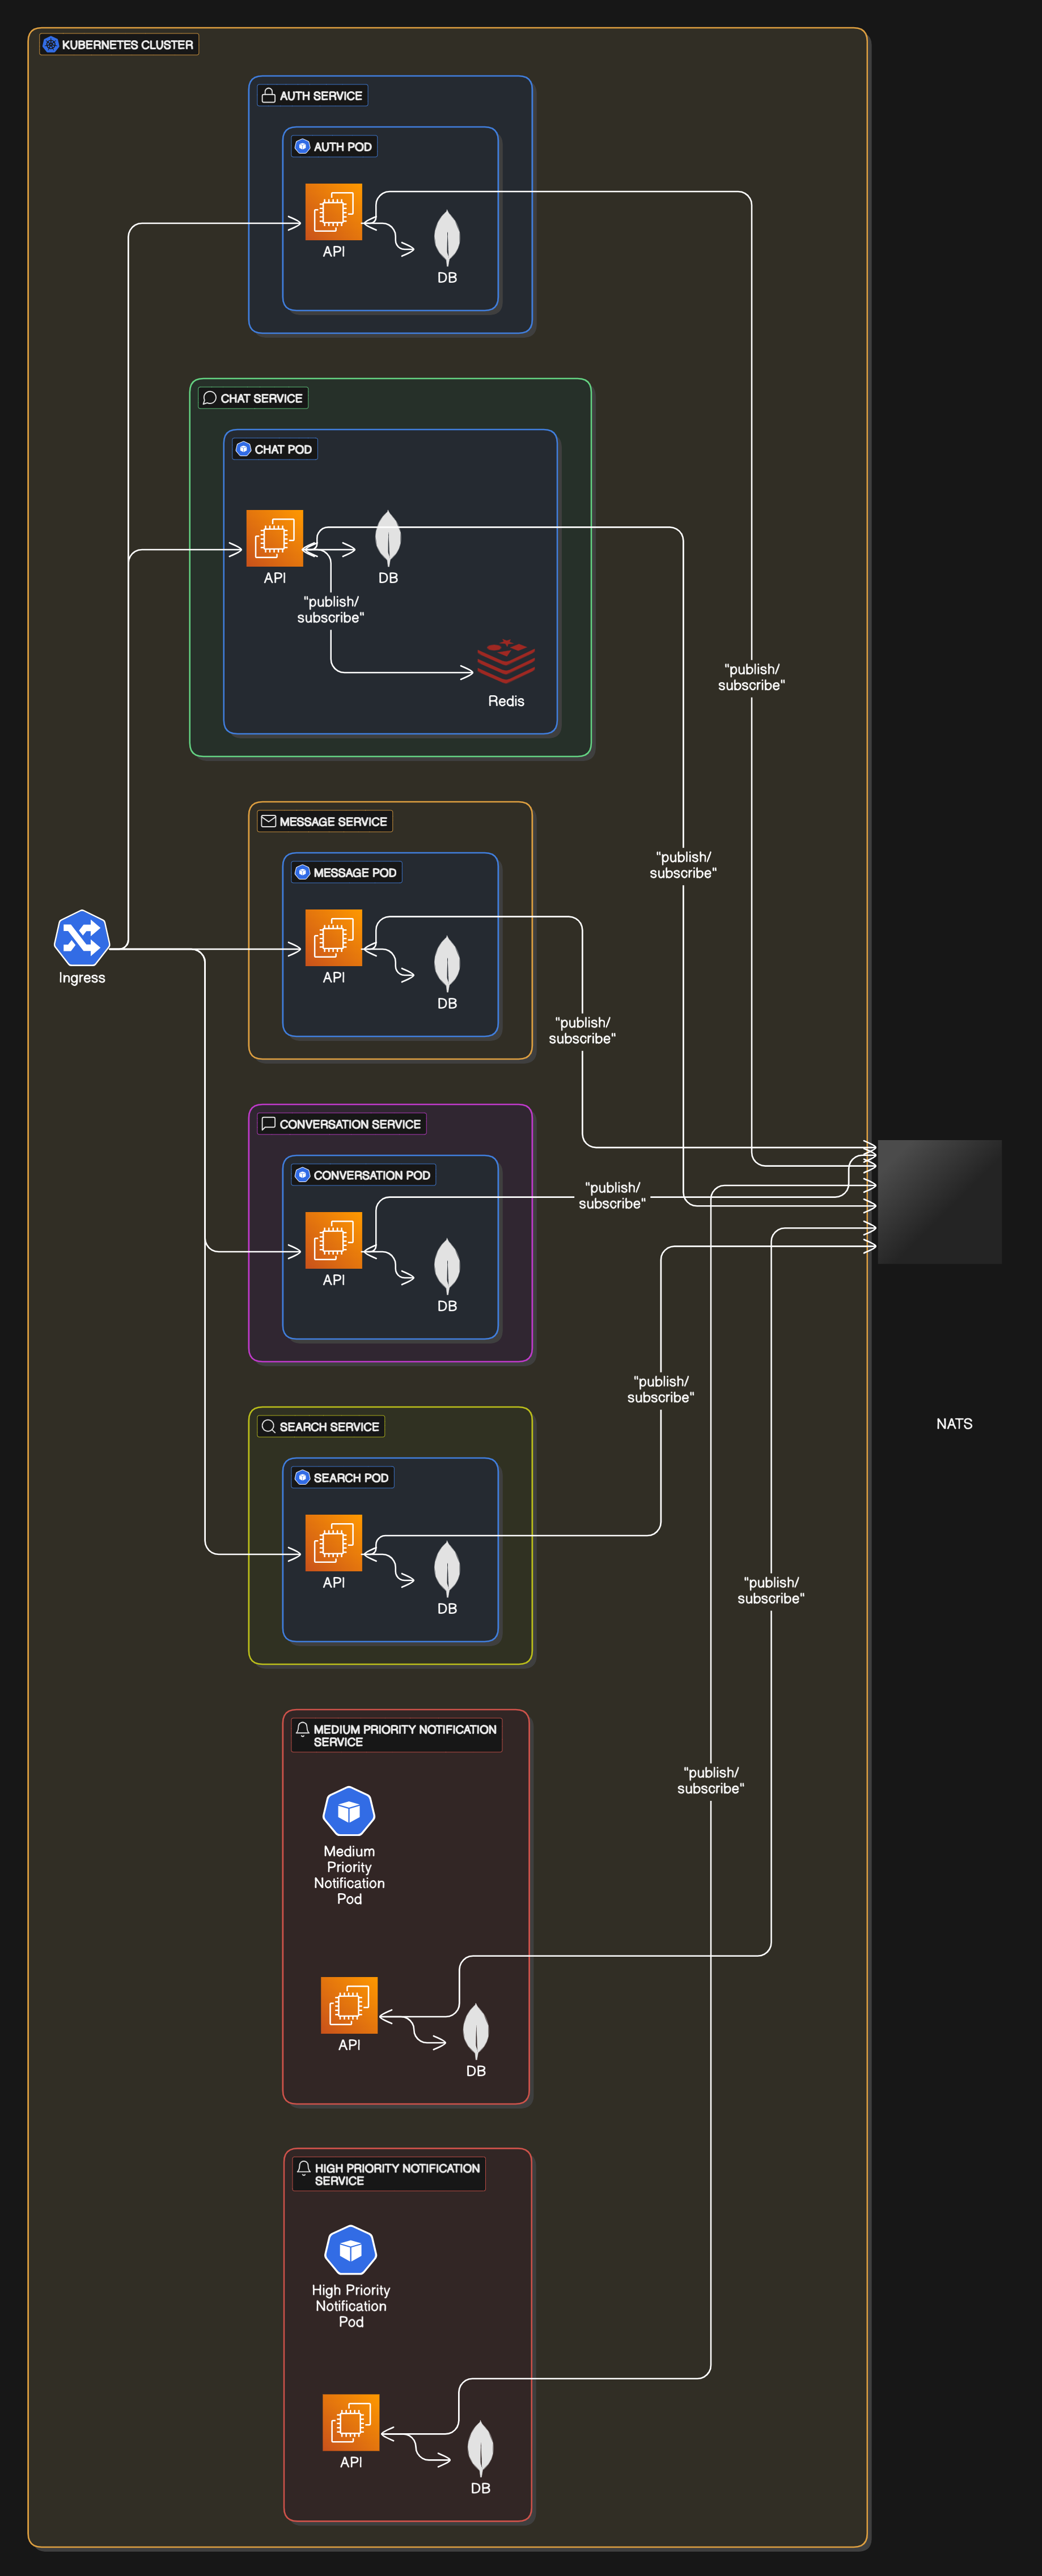 KUBERNETES CLUSTER
AUTH SERVICE
AUTH POD
API
DB
CHAT SERVICE
CHAT POD
API
DB
"publish/
subscribe"
Redis
"publish/
subscribe"
MESSAGE SERVICE
"publish/
subscribe"
MESSAGE POD
API
DB
Ingress
"publish/
subscribe"
CONVERSATION SERVICE
CONVERSATION POD
"publish/
subscribe"
API
DB
"publish/
subscribe"
SEARCH SERVICE
NATS
SEARCH POD
API
DB
"publish/
subscribe"
MEDIUM PRIORITY NOTIFICATION
SERVICE
"publish/
subscribe"
Medium
Priority
Notification
Pod
API
DB
HIGH PRIORITY NOTIFICATION
SERVICE
High Priority
Notification
Pod
API
DB